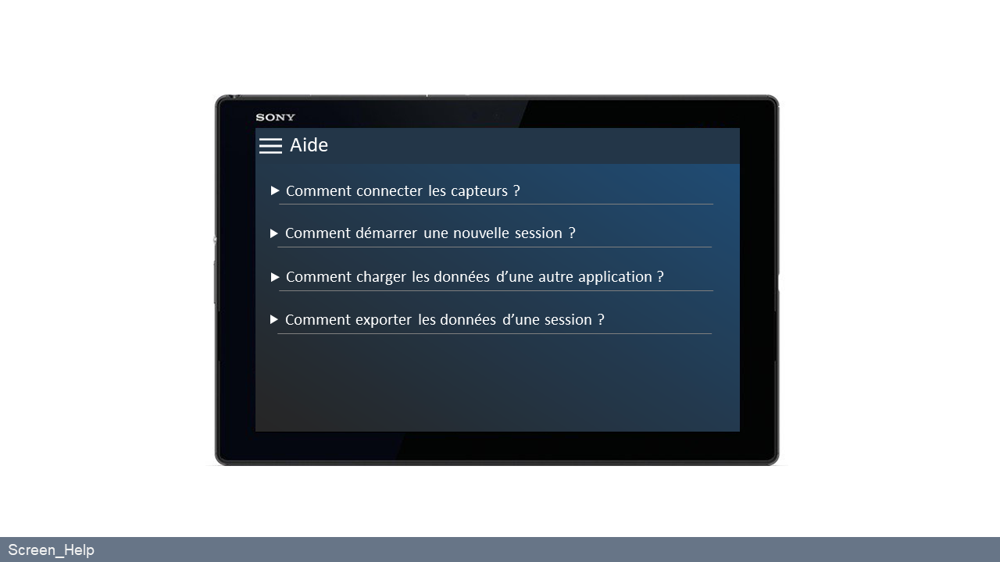 SONY
Aide
Comment connecter les capteurs ?
Comment démarrer une nouvelle session ?
Comment charger les données d’une autre application ?
Comment exporter les données d’une session ?
Screen_Help